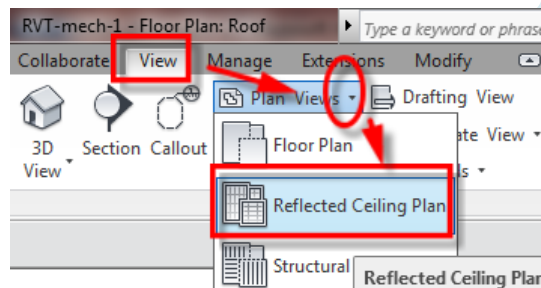 RVT-mech-1 - Floor Plan: Roof Type a keyword or phrase
Collaborate View Manage Extensions Modify
3D View Section Callout Plan Views Drafting View
Floor Plan ate View
Reflected Ceiling Plan ls
Structural Reflected Ceiling Plan